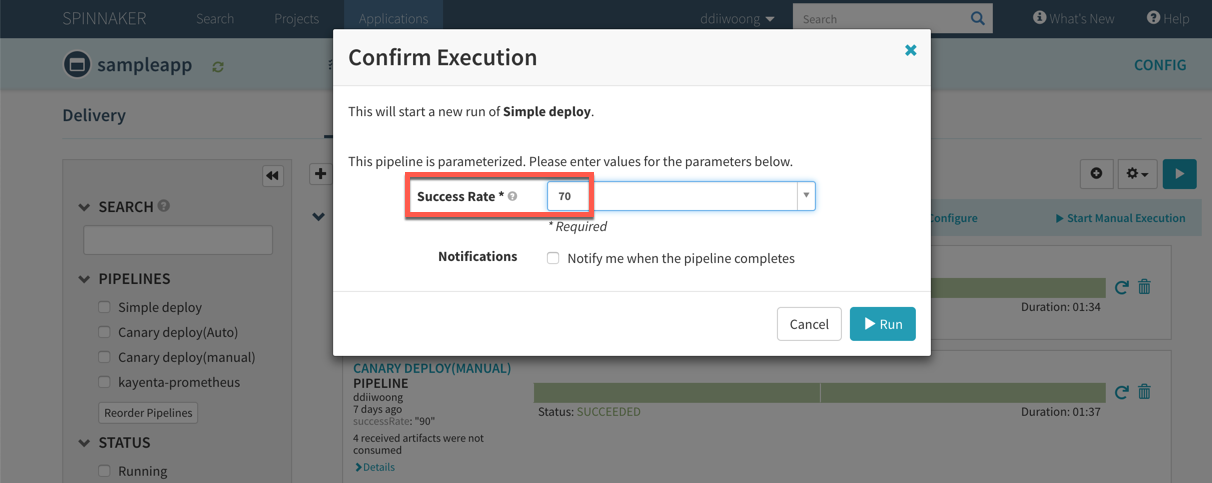 SPINNAKER Search Projects Applications ddiiwoong Search What's New Help
sampleapp CONFIG
Confirm Execution
This will start a new run of Simple deploy.
This pipeline is parameterized. Please enter values for the parameters below.
Success Rate * 70
* Required
Notifications Notify me when the pipeline completes
Cancel Run
Delivery
SEARCH
PIPELINES
Simple deploy
Canary deploy(Auto)
Canary deploy(manual)
kayenta-prometheus
Reorder Pipelines
STATUS
Running
Configure Start Manual Execution
Duration: 01:34
CANARY DEPLOY(MANUAL)
PIPELINE
ddiiwoong
7 days ago
successRate: "90"
4 received artifacts were not
consumed
Details
Status: SUCCEEDED Duration: 01:37